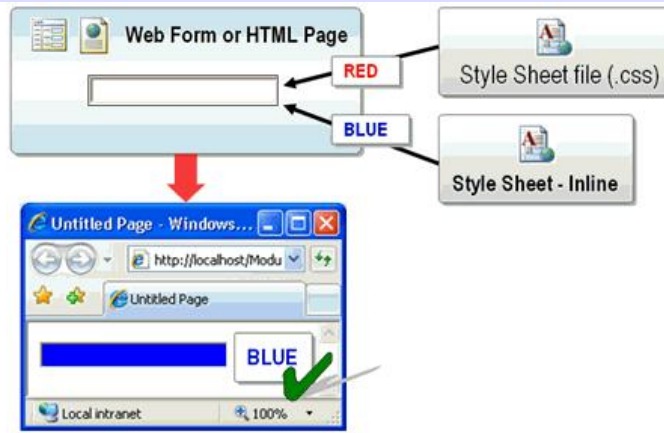 Web Form or HTML Page
RED
Style Sheet file (.css)
BLUE
Style Sheet - Inline
Untitled Page - Windows...
http://localhost/Modu
Untitled Page
BLUE
Local intranet
100%